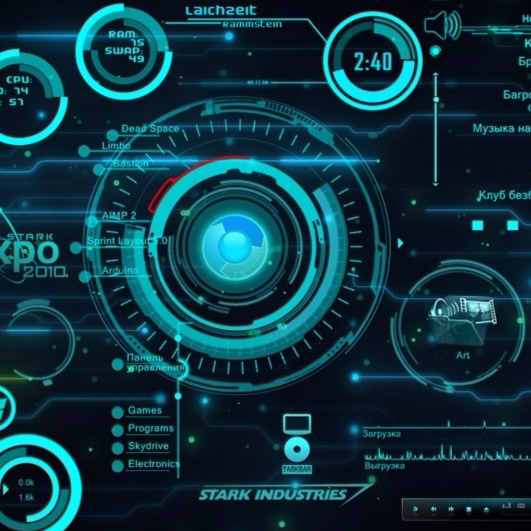 Laichzeit
Rammstein
RAM:
75
SWAP:
49
2:40
CPU:
74
57
Dead Space
Limbo
Bastion
Музыка на
AIMP 2
Клуб безб
Sprint Layout 5.0
STARK
2010
Arduino
Art
Панель
управления
Games
Programs
Skydrive
Electronics
TASKBAR
Загрузка
Выгрузка
0.0k
1.6k
STARK INDUSTRIES